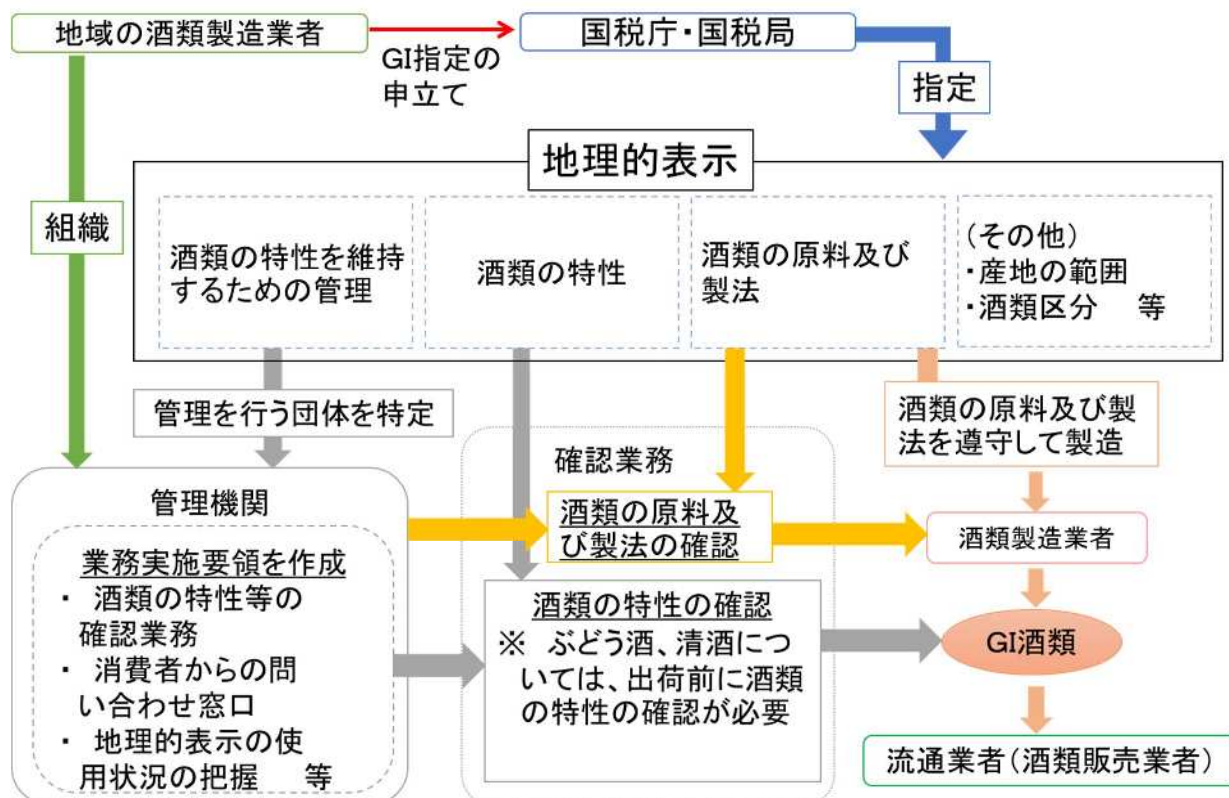 地域の酒類製造業者
GI指定の
申立て
国税庁・国税局
指定
組織
地理的表示
酒類の特性を維持
するための管理
酒類の特性
酒類の原料及び
製法
(その他)
・産地の範囲
・酒類区分 等
管理を行う団体を特定
酒類の原料及び製
法を遵守して製造
管理機関
業務実施要領を作成
・ 酒類の特性等の
確認業務
・ 消費者からの問
い合わせ窓口
・ 地理的表示の使
用状況の把握 等
確認業務
酒類の原料及
び製法の確認
酒類の特性の確認
※ ぶどう酒、清酒につ
いては、出荷前に酒類
の特性の確認が必要
酒類製造業者
GI酒類
流通業者(酒類販売業者)